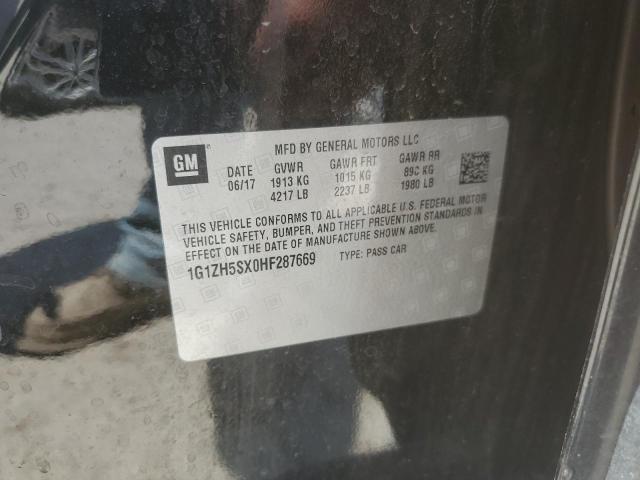 GM
MFD BY GENERAL MOTORS LLC
DATE GVWR GAWR FRT GAWR RR
06/17 1913 KG 1015 KG 890 KG
4217 LB 2237 LB 1980 LB
THIS VEHICLE CONFORMS TO ALL APPLICABLE U.S. FEDERAL MOTOR
VEHICLE SAFETY, BUMPER, AND THEFT PREVENTION STANDARDS IN
EFFECT ON THE DATE OF MANUFACTURE SHOWN ABOVE.
1G1ZH5SX0HF287669 TYPE: PASS CAR